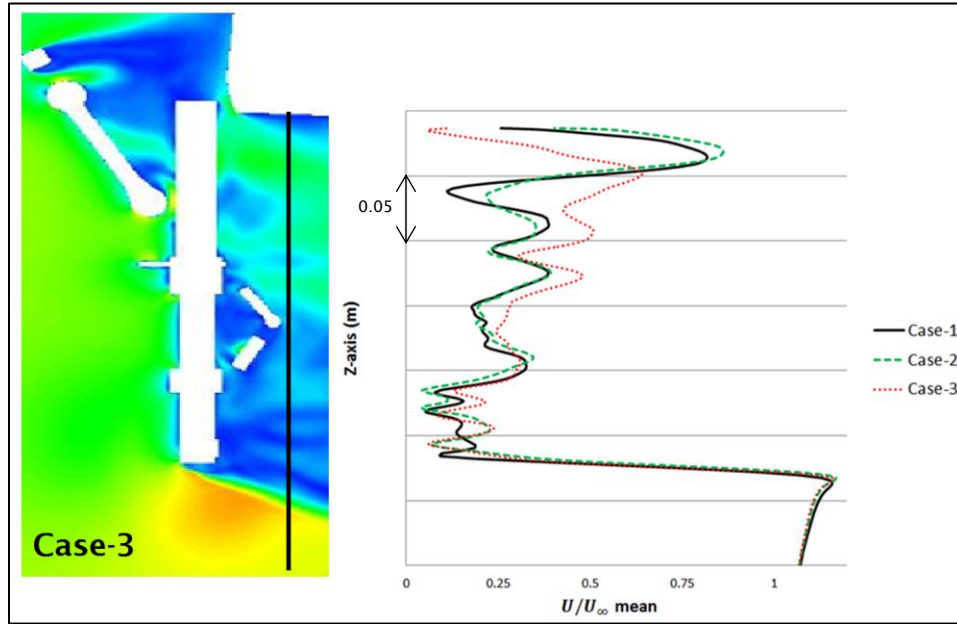 Case-3
0.05
Z-axis (m)
Case-1
Case-2
Case-3
0
0.25
0.5
0.75
1
U/U∞ mean